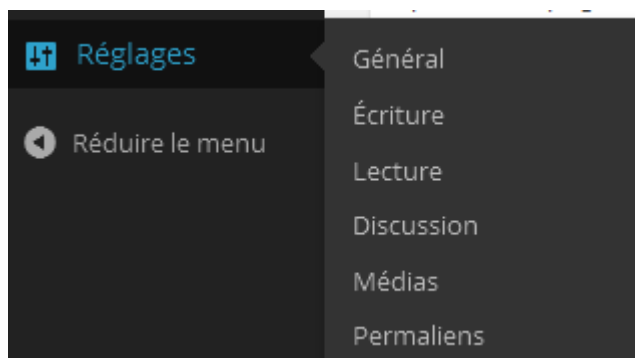 Réglages
Réduire le menu
Général
Écriture
Lecture
Discussion
Médias
Permaliens